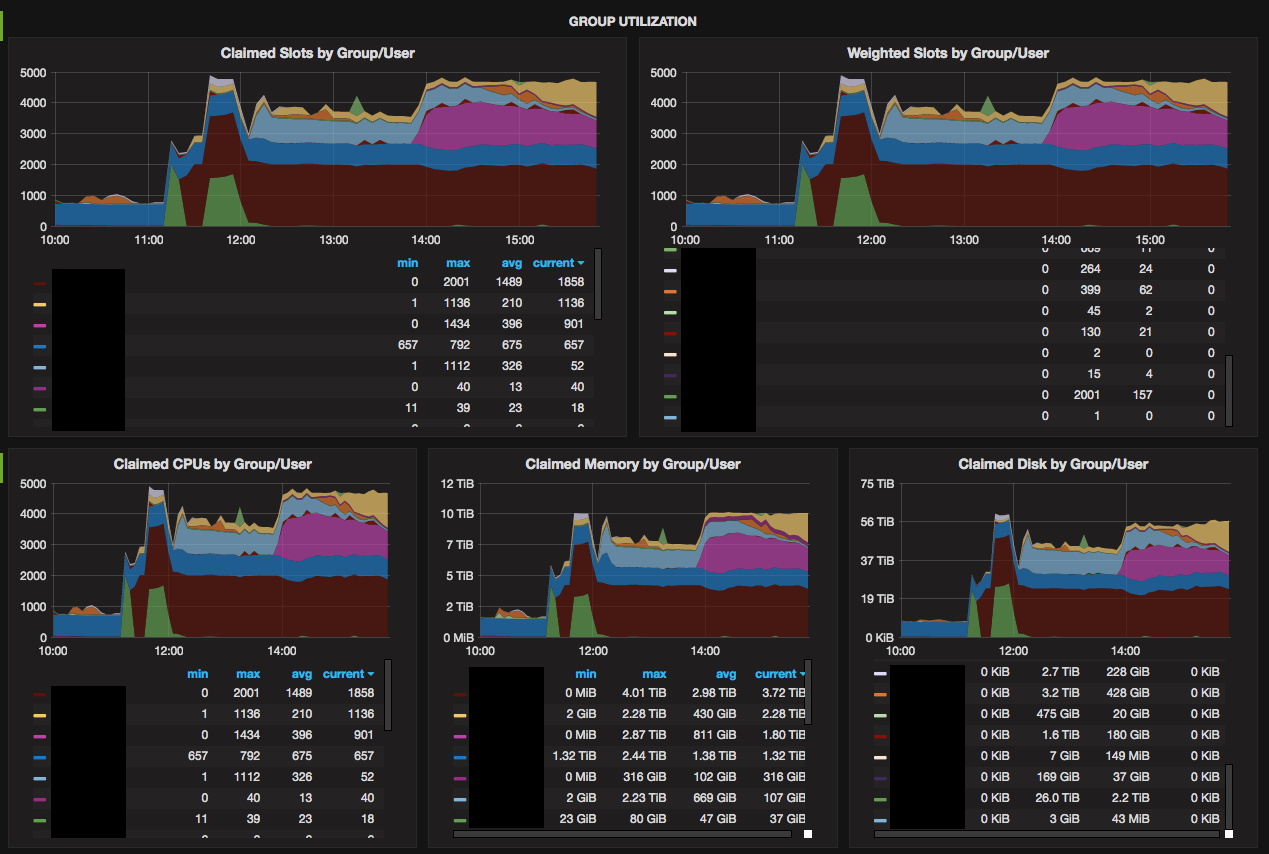 GROUP UTILIZATION
Claimed Slots by Group/User
5000
4000
3000
2000
1000
0
10:00 11:00 12:00 13:00 14:00 15:00
min max avg current
0 2001 1489 1858
1 1136 210 1136
0 1434 396 901
657 792 675 657
1 1112 326 52
0 40 13 40
11 39 23 18
Weighted Slots by Group/User
5000
4000
3000
2000
1000
0
10:00 11:00 12:00 13:00 14:00 15:00
0 264 24 0
0 399 62 0
0 45 2 0
0 130 21 0
0 2 0 0
0 15 4 0
0 2001 157 0
0 1 0 0
Claimed CPUs by Group/User
5000
4000
3000
2000
1000
0
10:00 12:00 14:00
min max avg current
0 2001 1489 1858
1 1136 210 1136
0 1434 396 901
657 792 675 657
1 1112 326 52
0 40 13 40
11 39 23 18
Claimed Memory by Group/User
12 TiB
10 TiB
7 TiB
5 TiB
2 TiB
0 MiB
10:00 12:00 14:00
min max avg current
0 MiB 4.01 TiB 2.98 TiB 3.72 TiB
2 GiB 2.28 TiB 430 GiB 2.28 TiB
0 MiB 2.87 TiB 811 GiB 1.80 TiB
1.32 TiB 2.44 TiB 1.38 TiB 1.32 TiB
0 MiB 316 GiB 102 GiB 316 GiB
2 GiB 2.23 TiB 669 GiB 107 GiB
23 GiB 80 GiB 47 GiB 37 GiB
Claimed Disk by Group/User
75 TiB
56 TiB
37 TiB
19 TiB
0 KiB
10:00 12:00 14:00
0 KiB 2.7 TiB 228 GiB 0 KiB
0 KiB 3.2 TiB 428 GiB 0 KiB
0 KiB 475 GiB 20 GiB 0 KiB
0 KiB 1.6 TiB 180 GiB 0 KiB
0 KiB 7 GiB 149 MiB 0 KiB
0 KiB 169 GiB 37 GiB 0 KiB
0 KiB 26.0 TiB 2.2 TiB 0 KiB
0 KiB 3 GiB 43 MiB 0 KiB